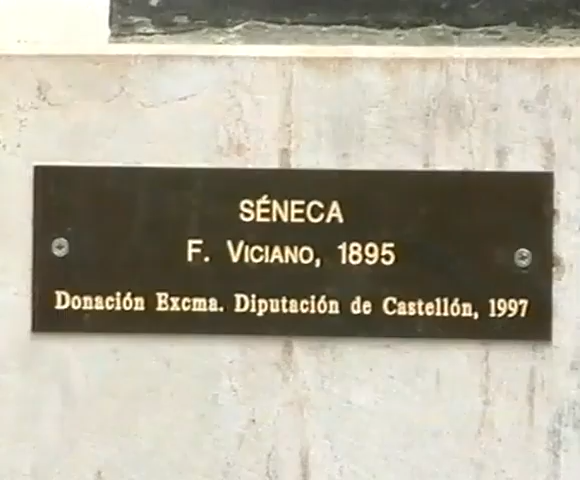 SÉNECA
F. VICIANO, 1895
Donación Excma. Diputación de Castellón, 1997